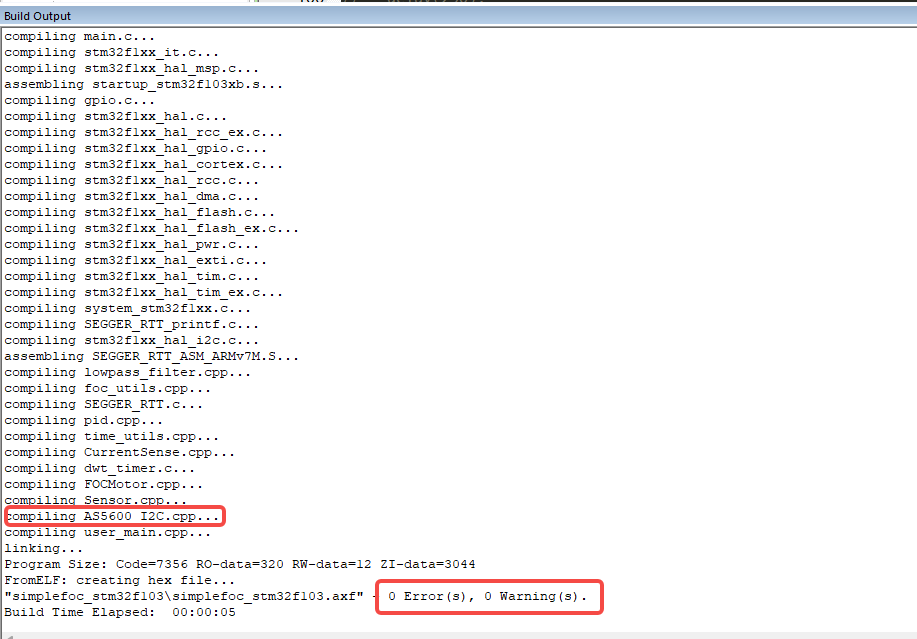 Build Output
compiling main.c...
compiling stm32f1xx_it.c...
compiling stm32f1xx_hal_msp.c...
assembling startup_stm32f103xb.s...
compiling gpio.c...
compiling stm32f1xx_hal.c...
compiling stm32f1xx_hal_rcc_ex.c...
compiling stm32f1xx_hal_gpio.c...
compiling stm32f1xx_hal_cortex.c...
compiling stm32f1xx_hal_rcc.c...
compiling stm32f1xx_hal_dma.c...
compiling stm32f1xx_hal_flash.c...
compiling stm32f1xx_hal_flash_ex.c...
compiling stm32f1xx_hal_pwr.c...
compiling stm32f1xx_hal_exti.c...
compiling stm32f1xx_hal_tim.c...
compiling stm32f1xx_hal_tim_ex.c...
compiling system_stm32f1xx.c...
compiling SEGGER_RTT_printf.c...
compiling stm32f1xx_hal_i2c.c...
assembling SEGGER_RTT_ASM_ARMv7M.S...
compiling lowpass_filter.cpp...
compiling foc_utils.cpp...
compiling SEGGER_RTT.c...
compiling pid.cpp...
compiling time_utils.cpp...
compiling CurrentSense.cpp...
compiling dwt_timer.c...
compiling FOCMotor.cpp...
compiling Sensor.cpp...
compiling AS5600_I2C.cpp...
compiling user_main.cpp...
linking...
Program Size: Code=7356 RO-data=320 RW-data=12 ZI-data=3044
FromELF: creating hex file...
"simplefoc_stm32f103\simplefoc_stm32f103.axf" - 0 Error(s), 0 Warning(s).
Build Time Elapsed:  00:00:05